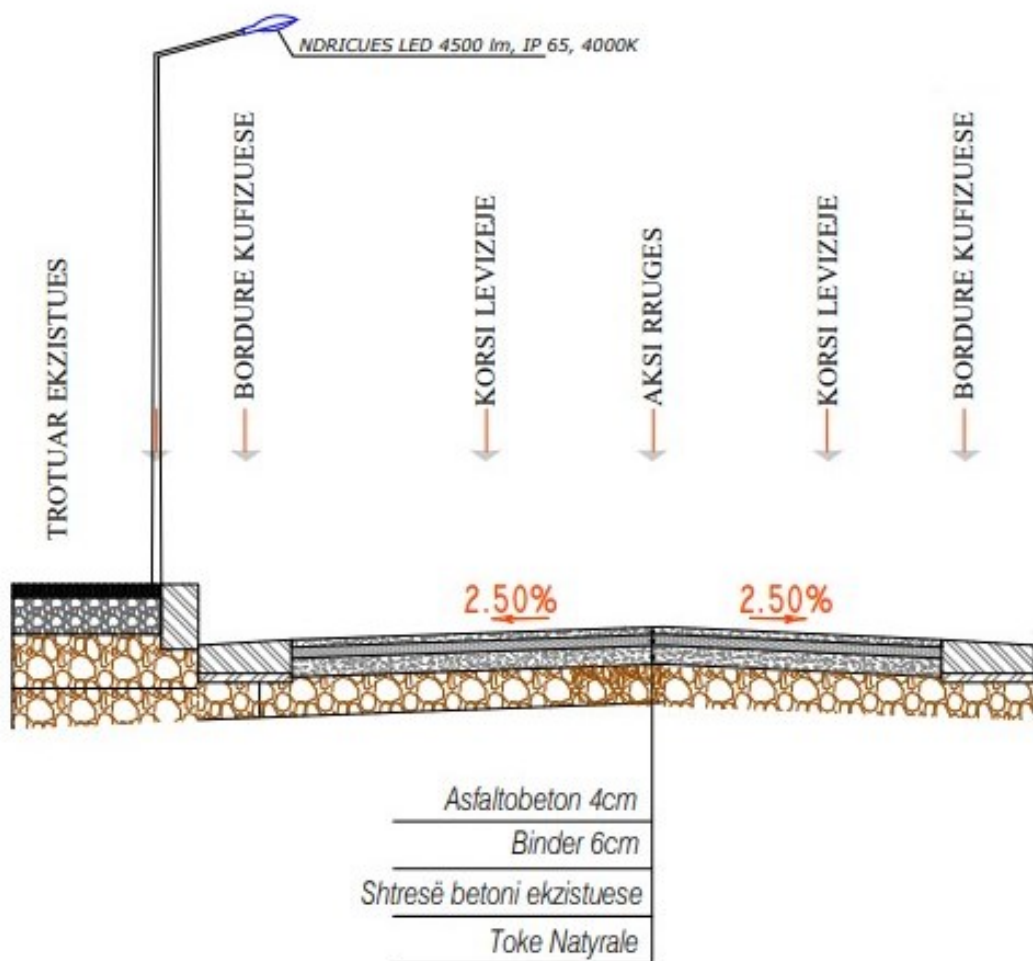 NDRICUES LED 4500 lm, IP 65, 4000K
TROTUAR EKZISTUES
BORDURE KUFIZUESE
KORSI LEVIZEJE
AKSI RRUGES
KORSI LEVIZEJE
BORDURE KUFIZUESE
2.50%
2.50%
Asfaltobeton 4cm
Binder 6cm
Shtresë betoni ekzistuese
Toke Natyrale